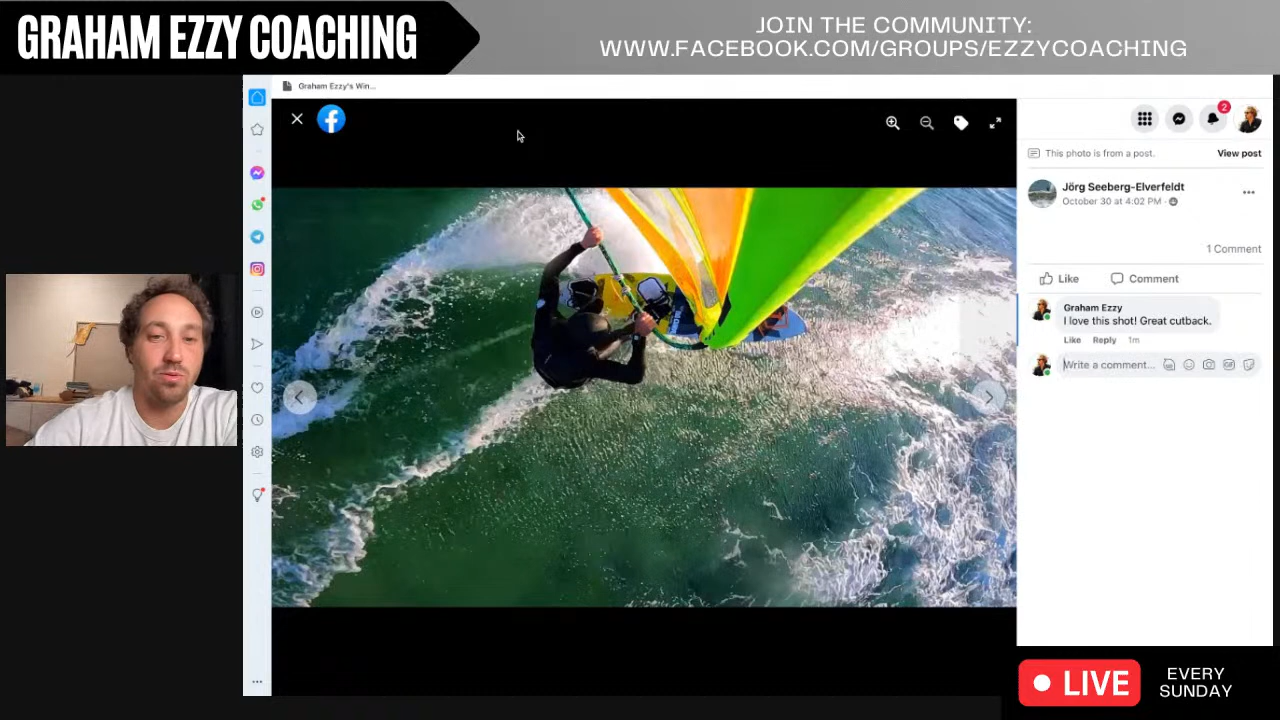 GRAHAM EZZY COACHING
JOIN THE COMMUNITY:
WWW.FACEBOOK.COM/GROUPS/EZZYCOACHING
Graham Ezzy's Win...
2
This photo is from a post.
View post
Jörg Seeberg-Elverfeldt
October 30 at 4:02 PM
1 Comment
Like Comment
Graham Ezzy
I love this shot! Great cutback.
Like Reply 1m
Write a comment...
LIVE
EVERY
SUNDAY